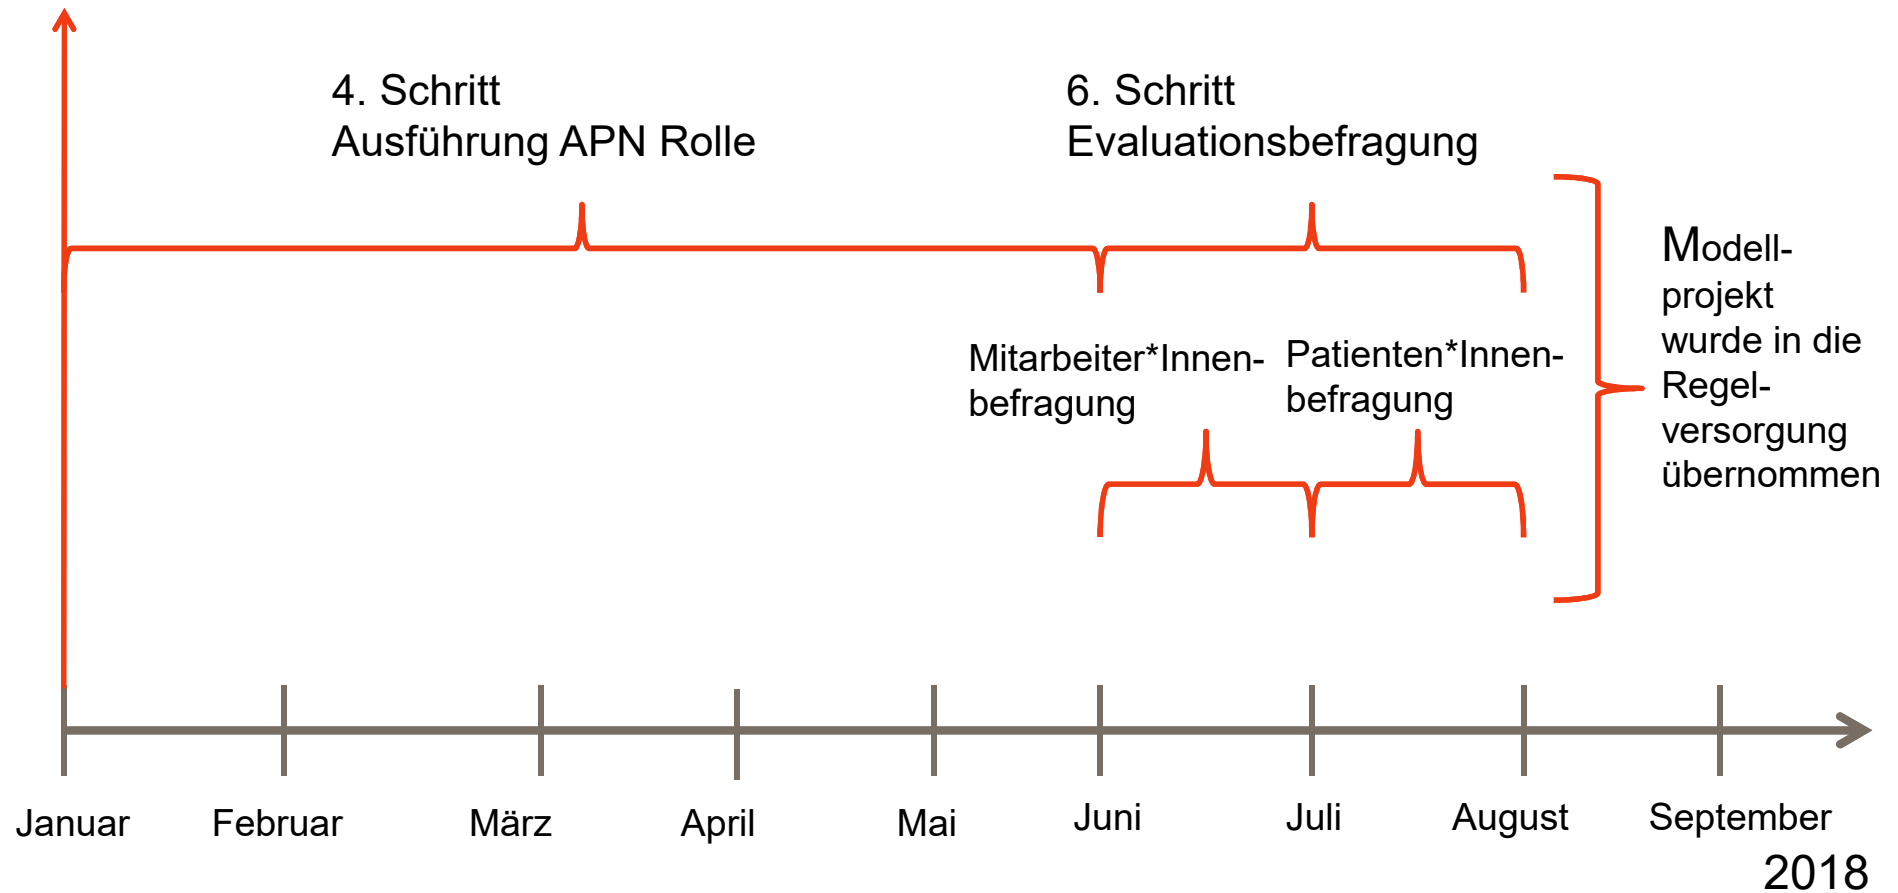 4. Schritt
Ausführung APN Rolle
6. Schritt
Evaluationsbefragung
Mitarbeiter*Innen-
befragung
Patienten*Innen-
befragung
Modell-
projekt
wurde in die
Regel-
versorgung
übernommen
Januar
Februar
März
April
Mai
Juni
Juli
August
September
2018